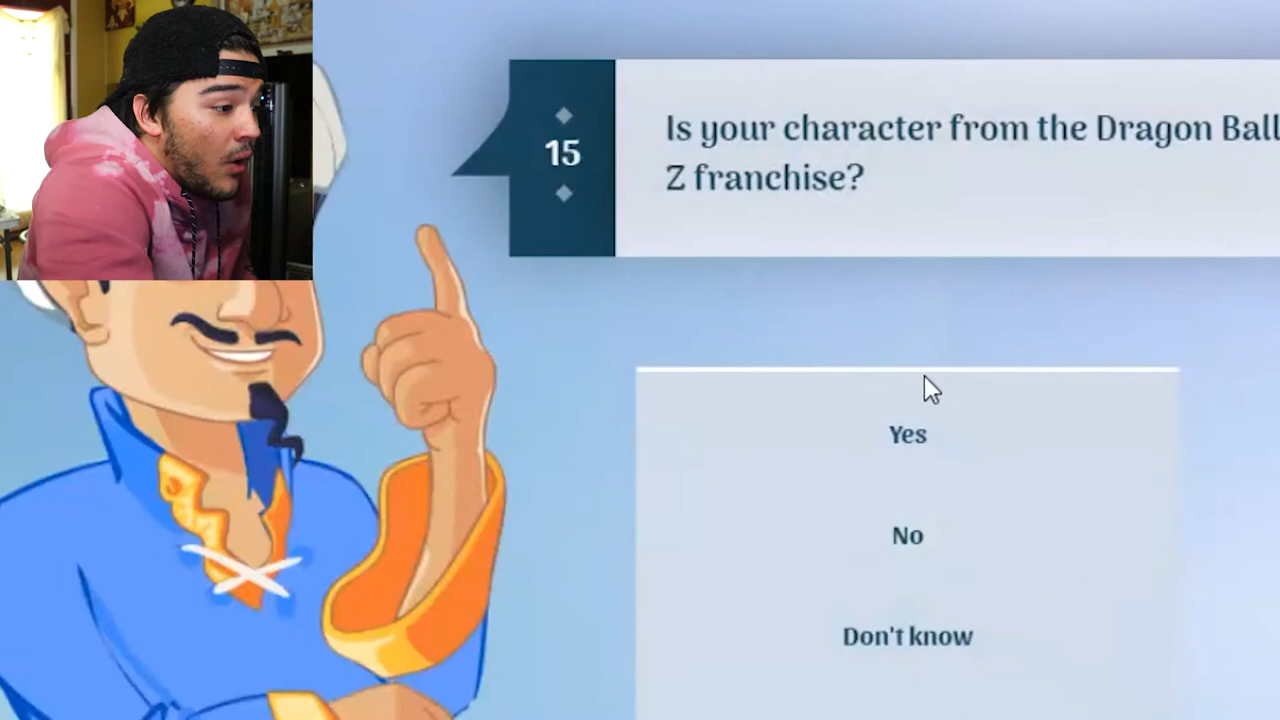 15
Is your character from the Dragon Ball
Z franchise?
Yes
No
Don't know